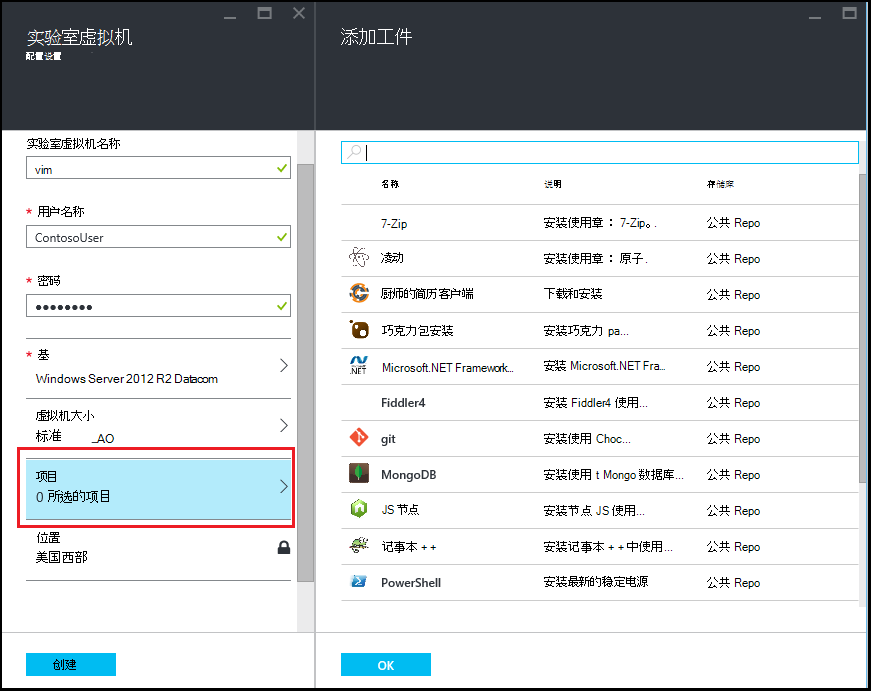 实验室虚拟机
配置设置
实验室虚拟机名称
vim
* 用户名称
ContosoUser
* 密码
●●●●●●●●
* 基
Windows Server 2012 R2 Datacom
虚拟机大小
标准 _AO
项目
0 所选的项目
位置
美国西部
创建
添加工件
名称 说明 存储库
7-Zip 安装使用章： 7-Zip。.
公共 Repo
凌动 安装使用章： 原子.
公共 Repo
厨师的简历客户端 下载和安装 公共 Repo
巧克力包安装 安装巧克力 pa... 公共 Repo
Microsoft.NET Framework... 安装 Microsoft.NET Fra... 公共 Repo
.NET
Fiddler4 安装 Fiddler4 使用... 公共 Repo
git 安装使用 Choc... 公共 Repo
MongoDB 安装使用 t Mongo 数据库... 公共 Repo
JS 节点 安装节点 JS 使用... 公共 Repo
记事本 + + 安装记事本 + + 中使用... 公共 Repo
PowerShell 安装最新的稳定电源 公共 Repo
OK